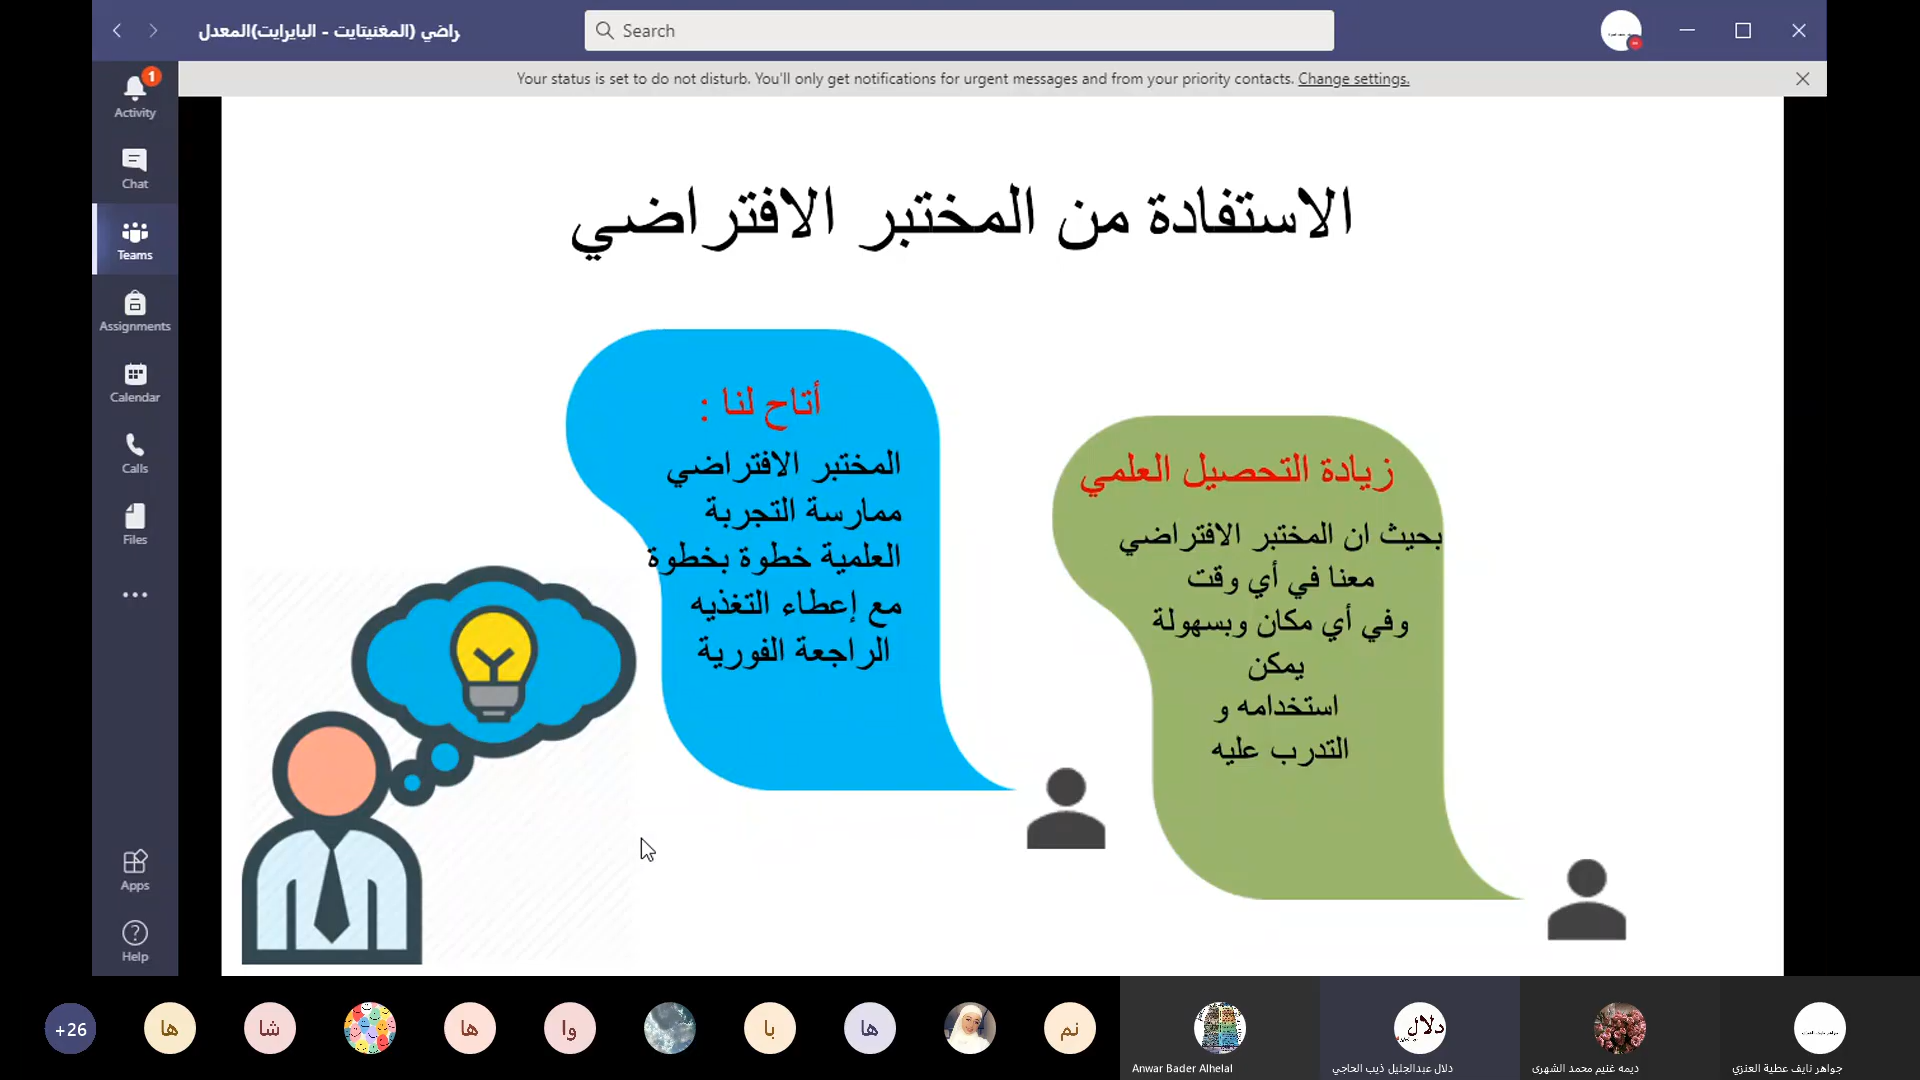 راضي (المغنيتايت - البايرايت)المعدل
Search
Your status is set to do not disturb. You'll only get notifications for urgent messages and from your priority contacts. Change settings.
1
Activity
Chat
Teams
Assignments
Calendar
Calls
Files
Apps
Help
الاستفادة من المختبر الافتراضي
زيادة التحصيل العلمي
بحيث ان المختبر الافتراضي
معنا في أي وقت
وفي أي مكان وبسهولة
يمكن
استخدامه و
التدرب عليه
أتاح لنا :
المختبر الافتراضي
ممارسة التجربة
العلمية خطوة بخطوة
مع إعطاء التغذيه
الراجعة الفورية
+26
ها
شا
ها
وا
با
ها
نم
دلال
Anwar Bader Alhelal
دلال عبدالجليل ذيب الحاجي
ديمه غنيم محمد الشهرى
جواهر نايف عطية العنزي